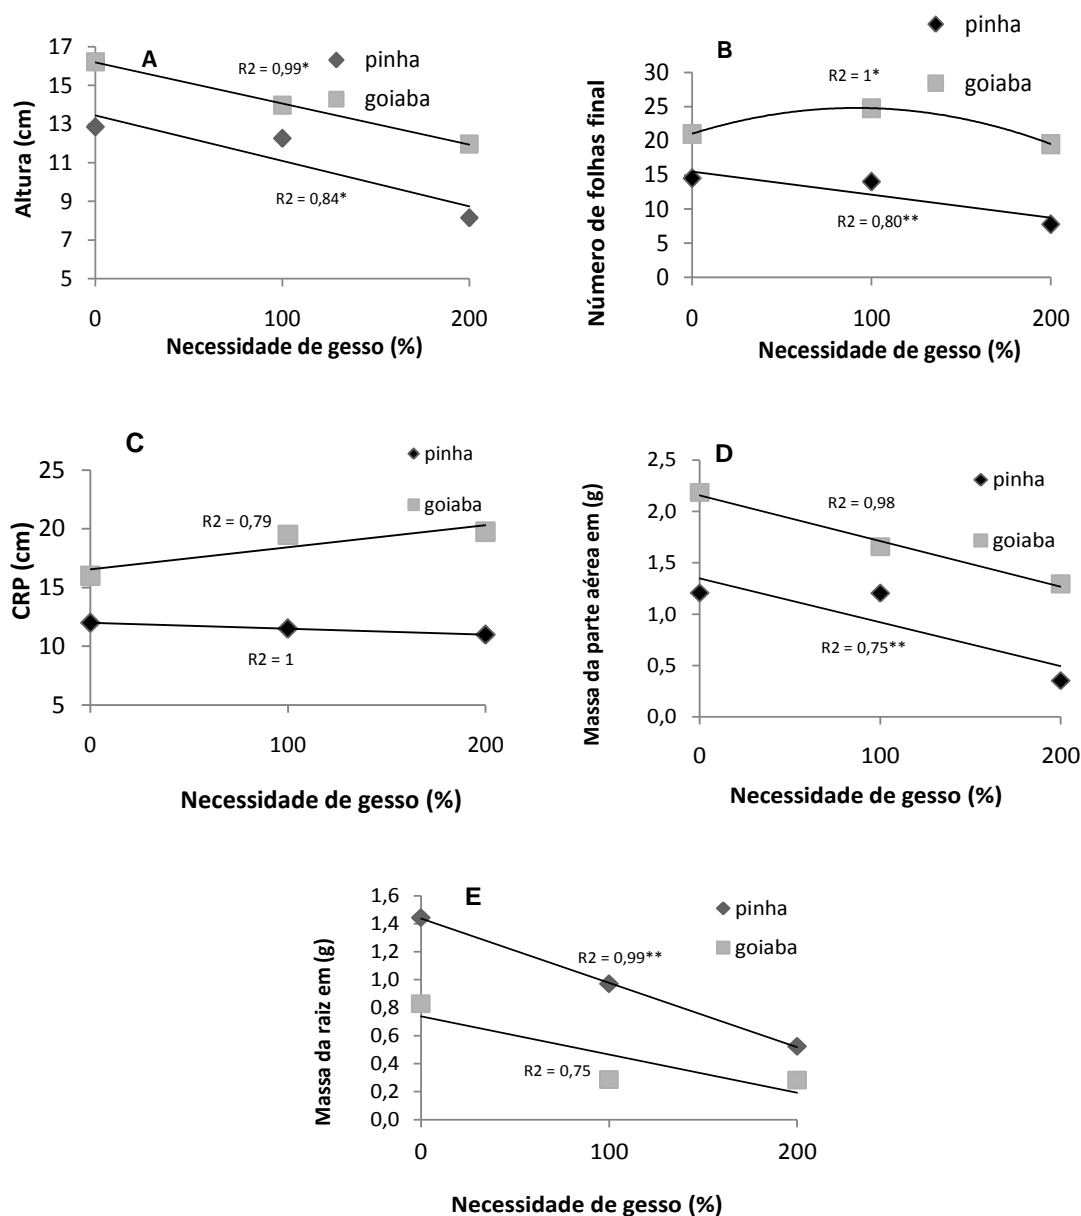 A
pinha
goiaba
R2 = 0,99*
R2 = 0,84*
Altura (cm)
17
15
13
11
9
7
5
0 100 200
Necessidade de gesso (%)
B
pinha
goiaba
R2 = 1*
R2 = 0,80**
Número de folhas final
30
25
20
15
10
5
0
0 100 200
Necessidade de gesso (%)
C
pinha
goiaba
R2 = 0,79
R2 = 1
CRP (cm)
25
20
15
10
5
0 100 200
Necessidade de gesso (%)
D
pinha
goiaba
R2 = 0,98
R2 = 0,75**
Massa da parte aérea em (g)
2,5
2,0
1,5
1,0
0,5
0,0
0 100 200
Necessidade de gesso (%)
E
pinha
goiaba
R2 = 0,99**
R2 = 0,75
Massa da raiz em (g)
1,6
1,4
1,2
1,0
0,8
0,6
0,4
0,2
0,0
0 100 200
Necessidade de gesso (%)